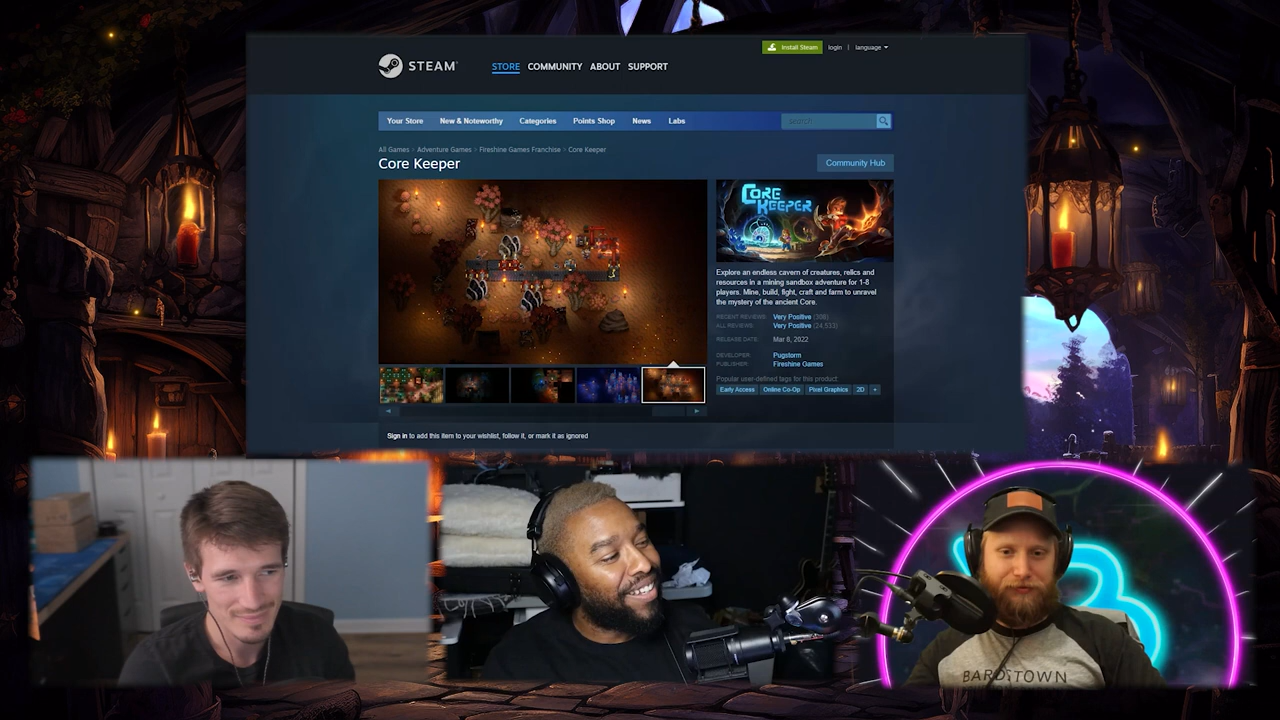 Install Steam login | language
STEAM
STORE COMMUNITY ABOUT SUPPORT
Your Store New & Noteworthy Categories Points Shop News Labs search
All Games > Adventure Games > Fireshine Games Franchise > Core Keeper
Core Keeper
Community Hub
CORE KEEPER
Explore an endless cavern of creatures, relics and
resources in a mining sandbox adventure for 1-8
players. Mine, build, fight, craft and farm to unravel
the mystery of the ancient Core.
RECENT REVIEWS: Very Positive (308)
ALL REVIEWS: Very Positive (24,533)
RELEASE DATE: Mar 8, 2022
DEVELOPER: Pugstorm
PUBLISHER: Fireshine Games
Popular user-defined tags for this product:
Early Access Online Co-Op Pixel Graphics 2D +
Sign in to add this item to your wishlist, follow it, or mark it as ignored
BARDSTOWN